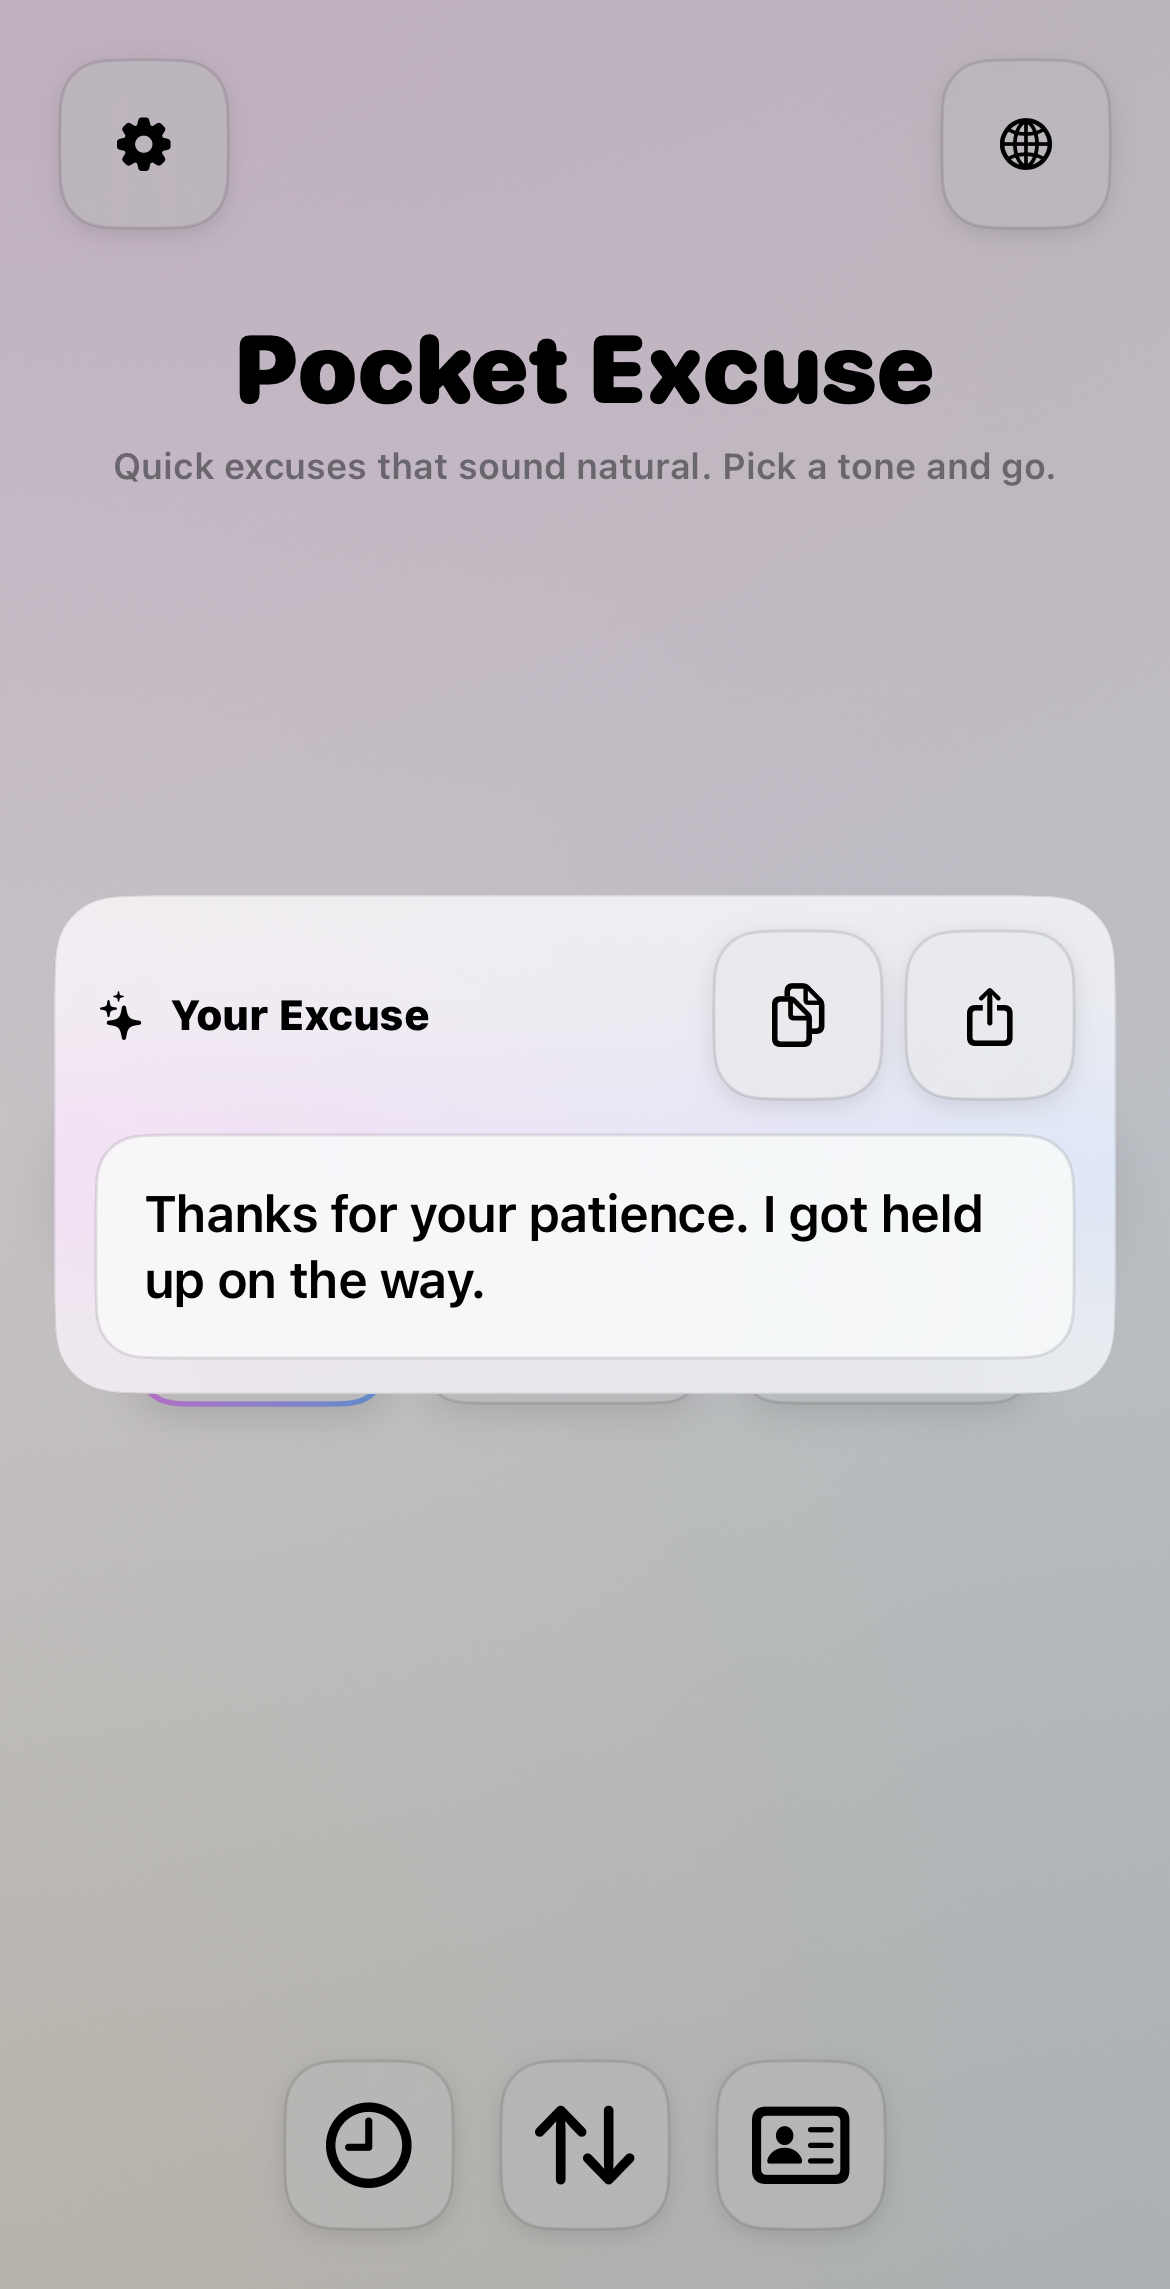 Pocket Excuse
Quick excuses that sound natural. Pick a tone and go.
Your Excuse
Thanks for your patience. I got held
up on the way.